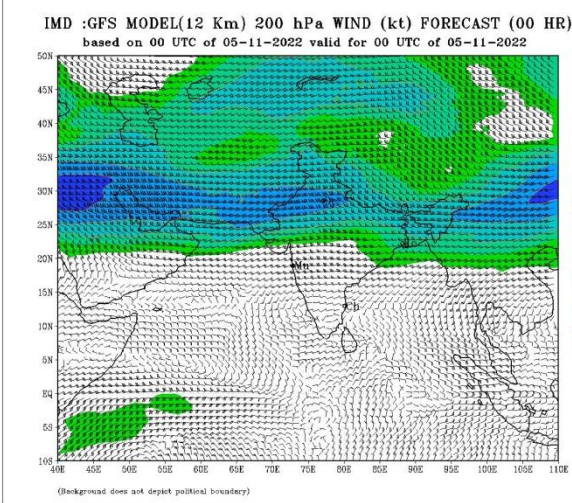 IMD :GFS MODEL(12 Km) 200 hPa WIND (kt) FORECAST (00 HR)
based on 00 UTC of 05-11-2022 valid for 00 UTC of 05-11-2022
50N
45N
40N
35N
30N
25N
20N
15N
10N
5N
EQ
5S
10S
Mu
Ch
40E 45E 50E 55E 60E 65E 70E 75E 80E 85E 90E 95E 100E 105E 110E
(Background does not depict political boundary)